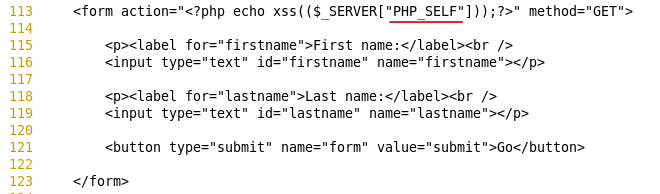 113 <form action="<?php echo xss(($_SERVER["PHP_SELF"]));?>" method="GET">
114
115 <p><label for="firstname">First name:</label><br />
116 <input type="text" id="firstname" name="firstname"></p>
117
118 <p><label for="lastname">Last name:</label><br />
119 <input type="text" id="lastname" name="lastname"></p>
120
121 <button type="submit" name="form" value="submit">Go</button>
122
123 </form>